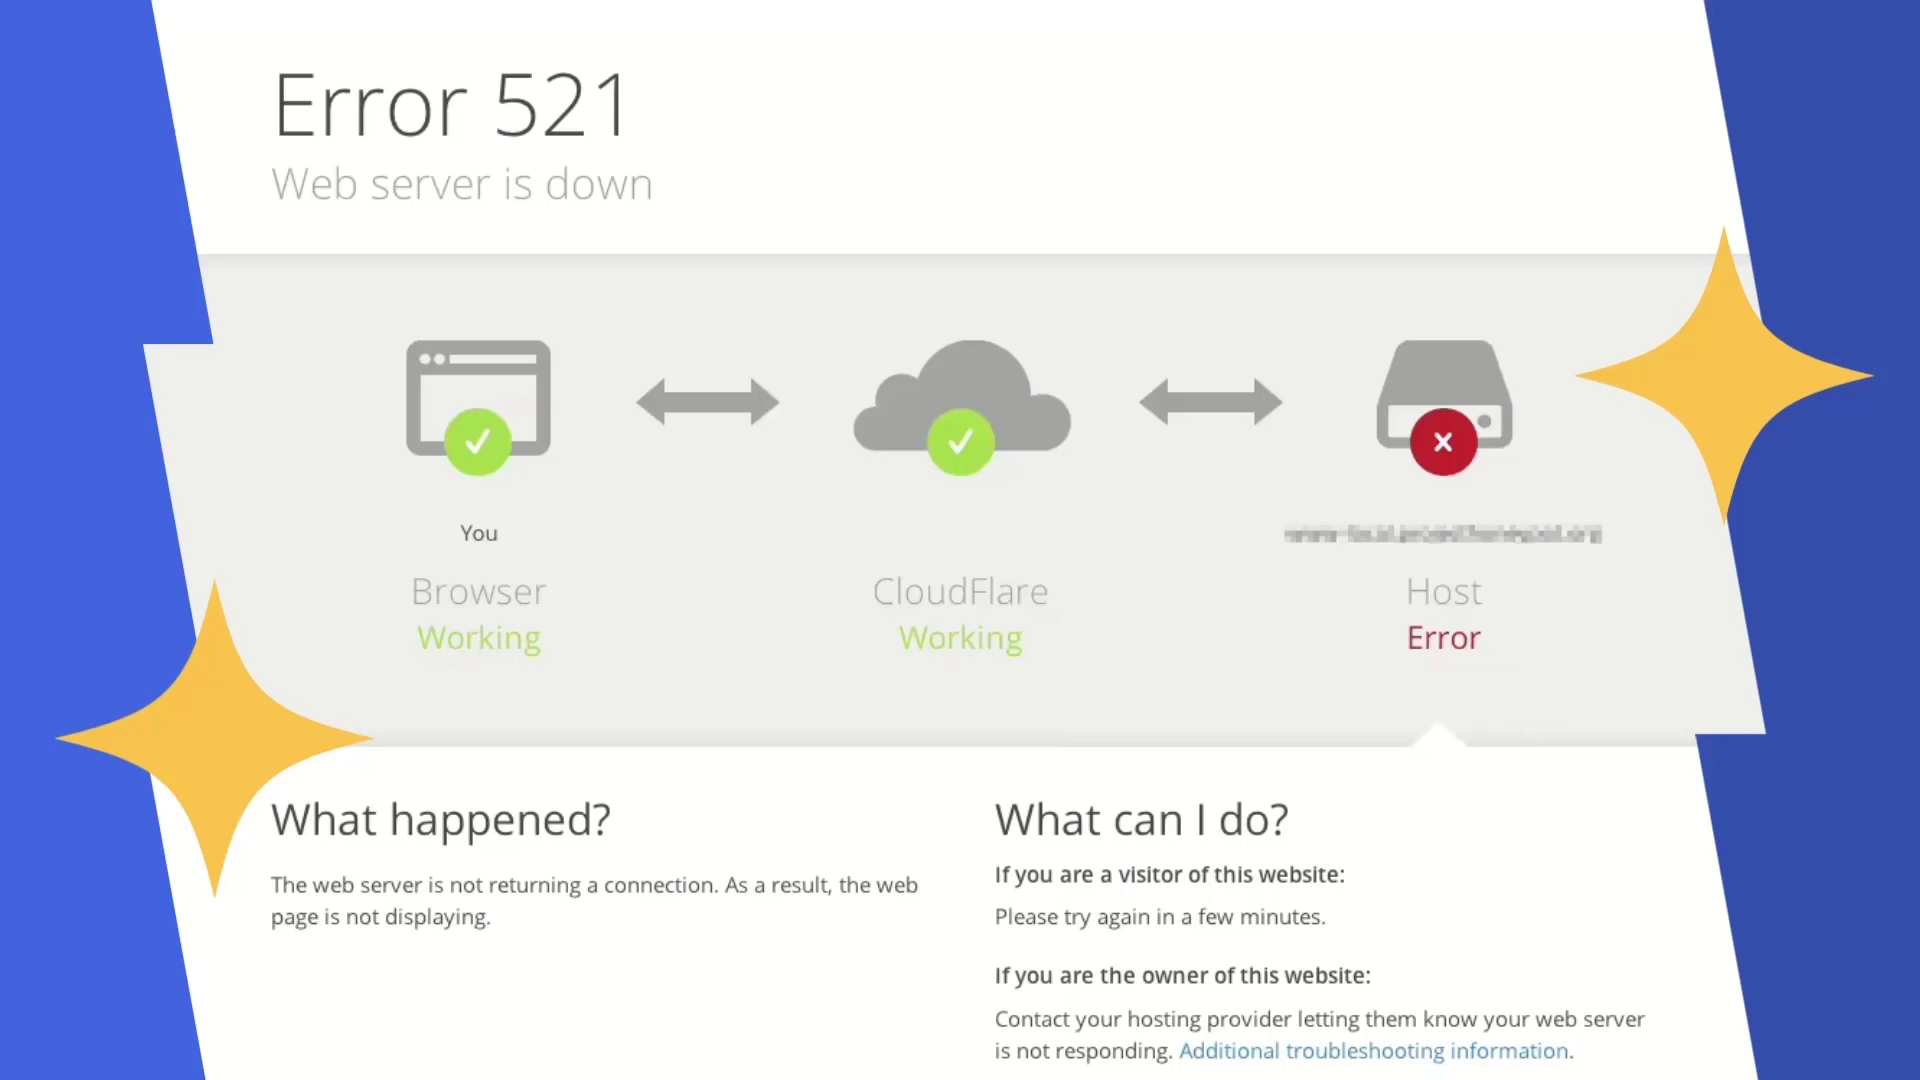 Error 521
Web server is down
You
Browser
Working
CloudFlare
Working
Host
Error
What happened?
The web server is not returning a connection. As a result, the web
page is not displaying.
What can I do?
If you are a visitor of this website:
Please try again in a few minutes.
If you are the owner of this website:
Contact your hosting provider letting them know your web server
is not responding. Additional troubleshooting information.